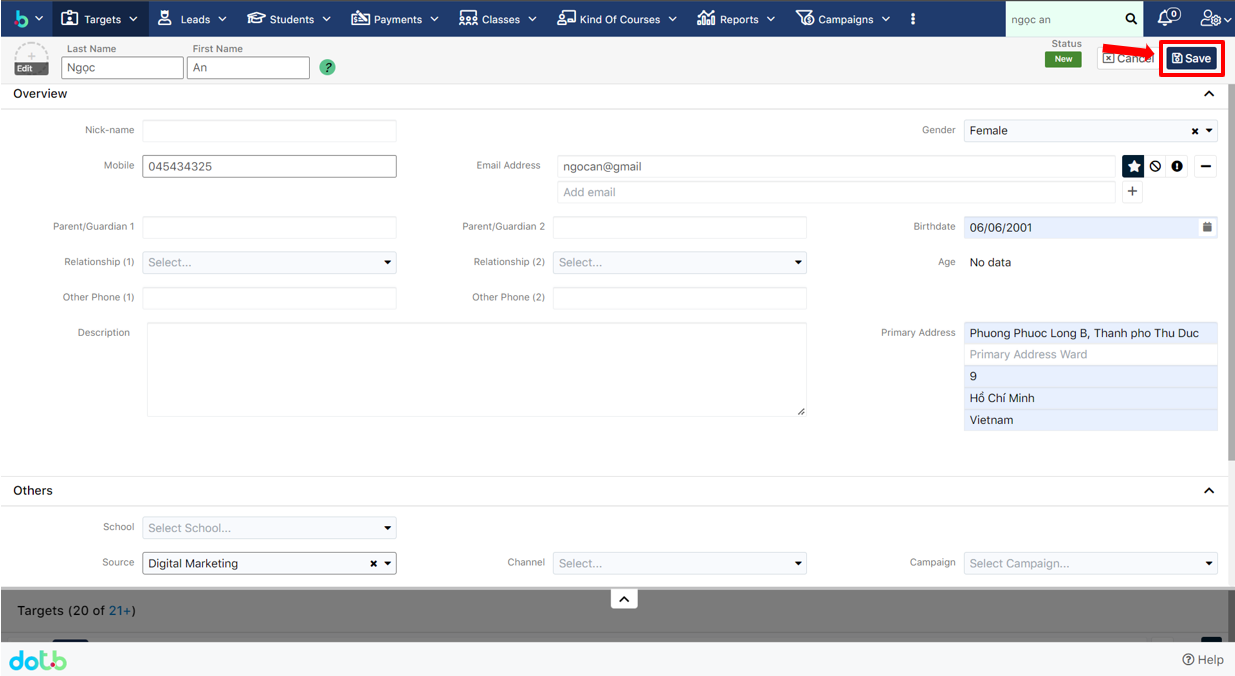 b Targets Leads Students Payments Classes Kind Of Courses Reports Campaigns ngọc an 0
Last Name First Name Status
Edit Ngọc An ? New Cancel Save
Overview
Nick-name Gender Female
Mobile 045434325 Email Address ngocan@gmail
Add email
Parent/Guardian 1 Parent/Guardian 2 Birthdate 06/06/2001
Relationship (1) Select... Relationship (2) Select... Age No data
Other Phone (1) Other Phone (2)
Description Primary Address Phuong Phuoc Long B, Thanh pho Thu Duc
Primary Address Ward
9
Hồ Chí Minh
Vietnam
Others
School Select School...
Source Digital Marketing Channel Select... Campaign Select Campaign...
Targets (20 of 21+)
dotb Help